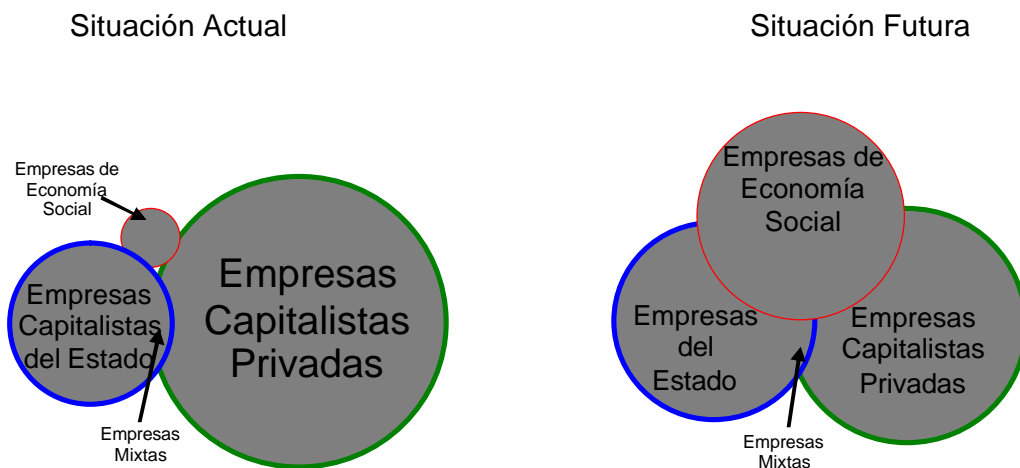 Situación Actual
Empresas de
Economía
Social
Empresas
Capitalistas
del Estado
Empresas
Capitalistas
Privadas
Empresas
Mixtas
Situación Futura
Empresas de
Economía
Social
Empresas
del
Estado
Empresas
Capitalistas
Privadas
Empresas
Mixtas